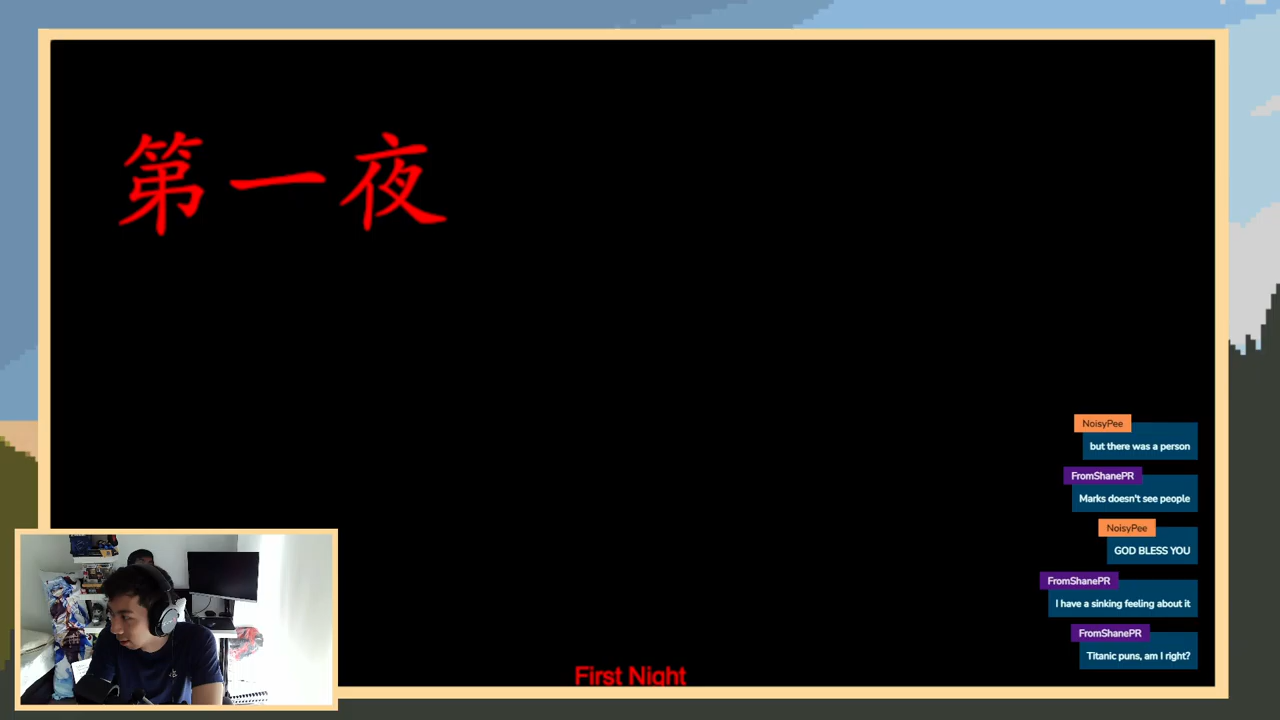 第一夜
NoisyPee
but there was a person
FromShanePR
Marks doesn't see people
NoisyPee
GOD BLESS YOU
FromShanePR
I have a sinking feeling about it
FromShanePR
Titanic puns, am I right?
First Night